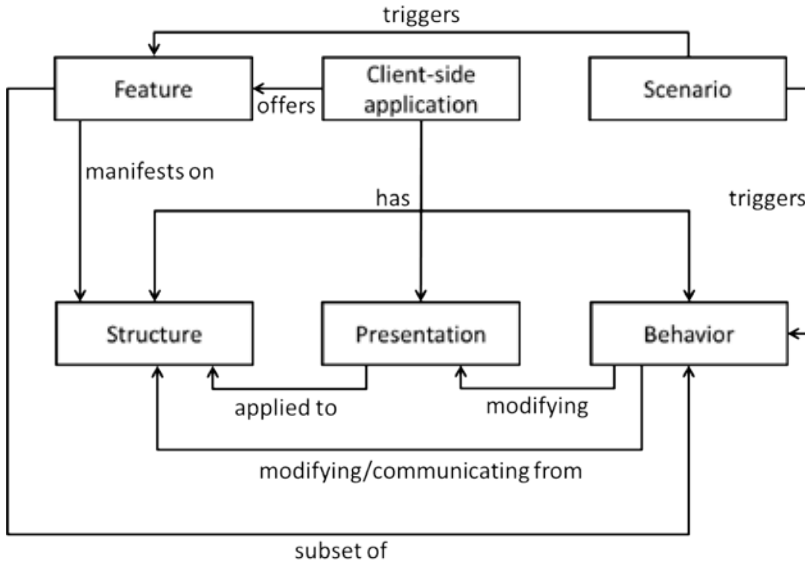 triggers
Feature
Client-side
application
Scenario
offers
manifests on
has
triggers
Structure
Presentation
Behavior
applied to
modifying
modifying/communicating from
subset of